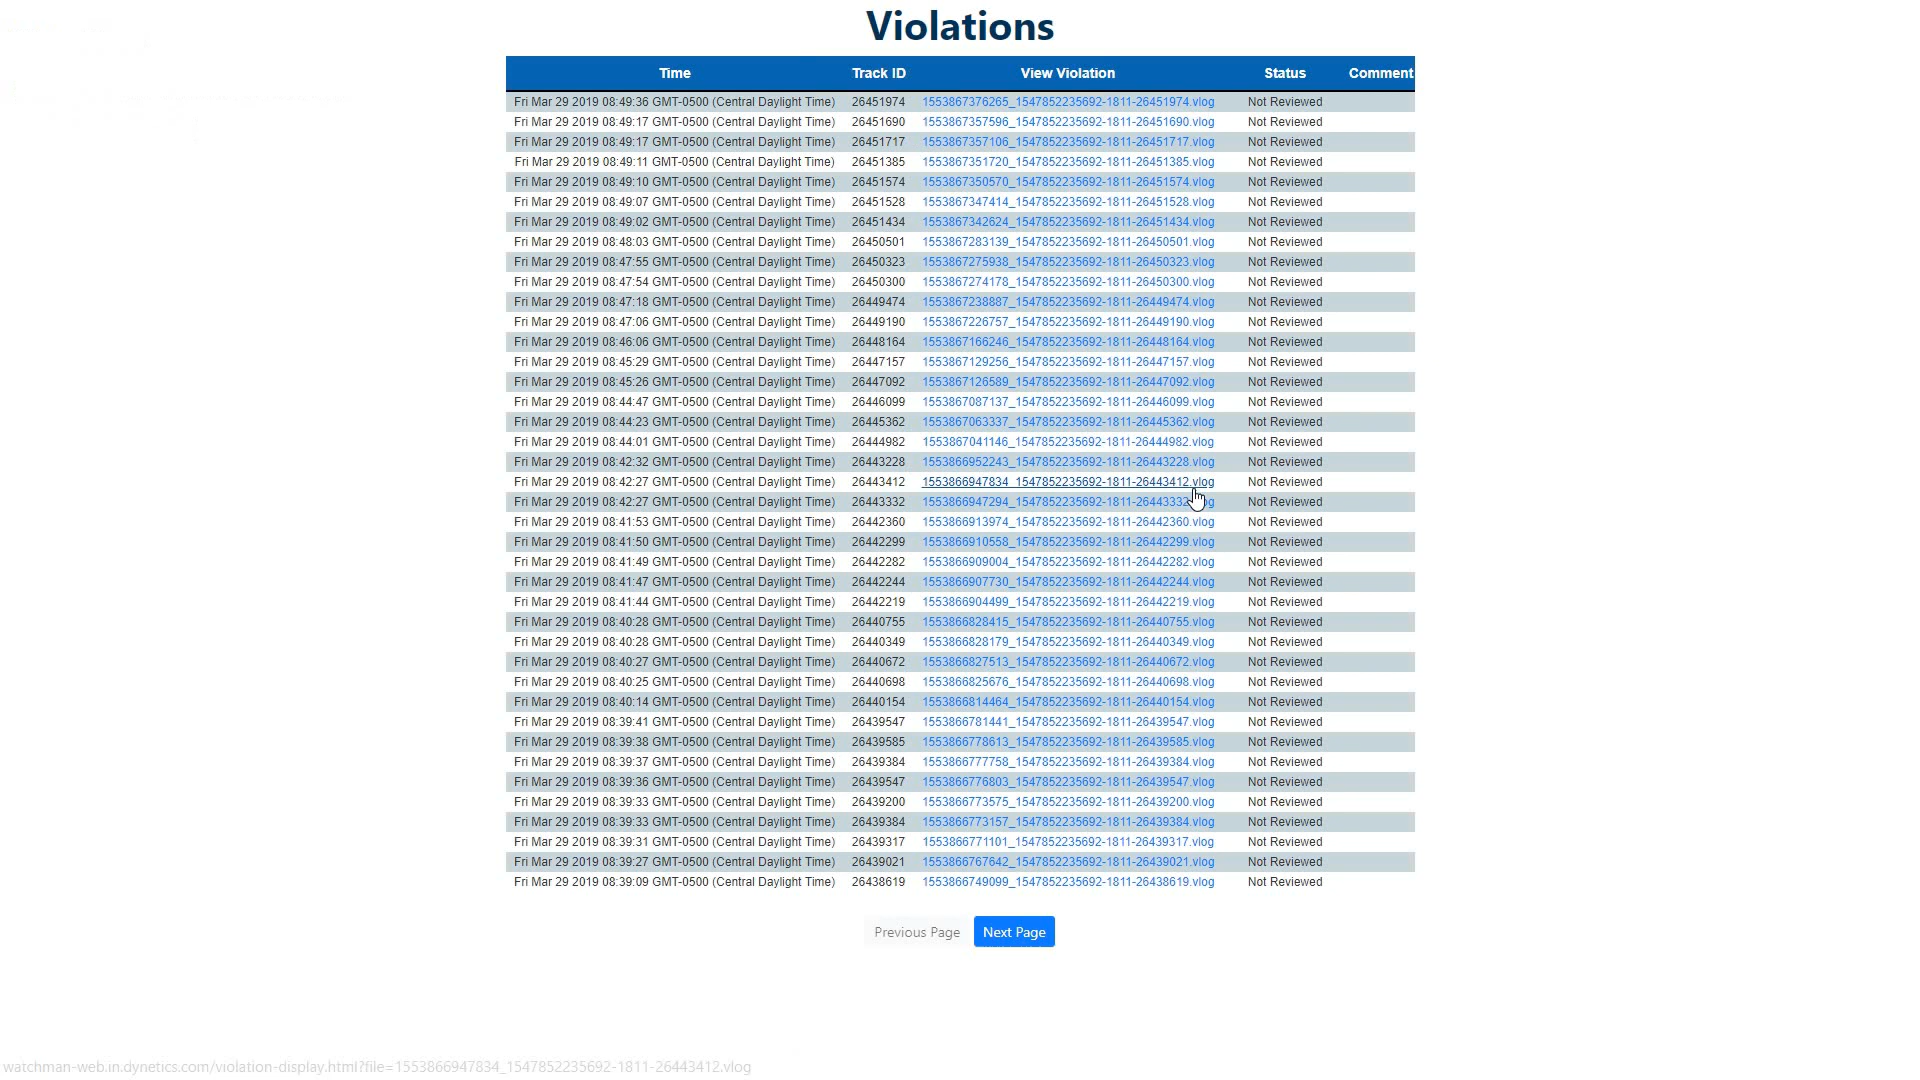 Violations
Time Track ID View Violation Status Comment
Fri Mar 29 2019 08:49:36 GMT-0500 (Central Daylight Time) 26451974 1553867376265_1547852235692-1811-26451974.vlog Not Reviewed
Fri Mar 29 2019 08:49:17 GMT-0500 (Central Daylight Time) 26451690 1553867357596_1547852235692-1811-26451690.vlog Not Reviewed
Fri Mar 29 2019 08:49:17 GMT-0500 (Central Daylight Time) 26451717 1553867357106_1547852235692-1811-26451717.vlog Not Reviewed
Fri Mar 29 2019 08:49:11 GMT-0500 (Central Daylight Time) 26451385 1553867351720_1547852235692-1811-26451385.vlog Not Reviewed
Fri Mar 29 2019 08:49:10 GMT-0500 (Central Daylight Time) 26451574 1553867350570_1547852235692-1811-26451574.vlog Not Reviewed
Fri Mar 29 2019 08:49:07 GMT-0500 (Central Daylight Time) 26451528 1553867347414_1547852235692-1811-26451528.vlog Not Reviewed
Fri Mar 29 2019 08:49:02 GMT-0500 (Central Daylight Time) 26451434 1553867342624_1547852235692-1811-26451434.vlog Not Reviewed
Fri Mar 29 2019 08:48:03 GMT-0500 (Central Daylight Time) 26450501 1553867283139_1547852235692-1811-26450501.vlog Not Reviewed
Fri Mar 29 2019 08:47:55 GMT-0500 (Central Daylight Time) 26450323 1553867275938_1547852235692-1811-26450323.vlog Not Reviewed
Fri Mar 29 2019 08:47:54 GMT-0500 (Central Daylight Time) 26450300 1553867274178_1547852235692-1811-26450300.vlog Not Reviewed
Fri Mar 29 2019 08:47:18 GMT-0500 (Central Daylight Time) 26449474 1553867238887_1547852235692-1811-26449474.vlog Not Reviewed
Fri Mar 29 2019 08:47:06 GMT-0500 (Central Daylight Time) 26449190 1553867226757_1547852235692-1811-26449190.vlog Not Reviewed
Fri Mar 29 2019 08:46:06 GMT-0500 (Central Daylight Time) 26448164 1553867166246_1547852235692-1811-26448164.vlog Not Reviewed
Fri Mar 29 2019 08:45:29 GMT-0500 (Central Daylight Time) 26447157 1553867129256_1547852235692-1811-26447157.vlog Not Reviewed
Fri Mar 29 2019 08:45:26 GMT-0500 (Central Daylight Time) 26447092 1553867126589_1547852235692-1811-26447092.vlog Not Reviewed
Fri Mar 29 2019 08:44:47 GMT-0500 (Central Daylight Time) 26446099 1553867087137_1547852235692-1811-26446099.vlog Not Reviewed
Fri Mar 29 2019 08:44:23 GMT-0500 (Central Daylight Time) 26445362 1553867063337_1547852235692-1811-26445362.vlog Not Reviewed
Fri Mar 29 2019 08:44:01 GMT-0500 (Central Daylight Time) 26444982 1553867041146_1547852235692-1811-26444982.vlog Not Reviewed
Fri Mar 29 2019 08:42:32 GMT-0500 (Central Daylight Time) 26443228 1553866952243_1547852235692-1811-26443228.vlog Not Reviewed
Fri Mar 29 2019 08:42:27 GMT-0500 (Central Daylight Time) 26443412 1553866947834_1547852235692-1811-26443412.vlog Not Reviewed
Fri Mar 29 2019 08:42:27 GMT-0500 (Central Daylight Time) 26443332 Not Reviewed
Fri Mar 29 2019 08:41:53 GMT-0500 (Central Daylight Time) 26442360 1553866913974_1547852235692-1811-26442360.vlog Not Reviewed
Fri Mar 29 2019 08:41:50 GMT-0500 (Central Daylight Time) 26442299 1553866910558_1547852235692-1811-26442299.vlog Not Reviewed
Fri Mar 29 2019 08:41:49 GMT-0500 (Central Daylight Time) 26442282 1553866909004_1547852235692-1811-26442282.vlog Not Reviewed
Fri Mar 29 2019 08:41:47 GMT-0500 (Central Daylight Time) 26442244 1553866907730_1547852235692-1811-26442244.vlog Not Reviewed
Fri Mar 29 2019 08:41:44 GMT-0500 (Central Daylight Time) 26442219 1553866904499_1547852235692-1811-26442219.vlog Not Reviewed
Fri Mar 29 2019 08:40:28 GMT-0500 (Central Daylight Time) 26440755 1553866828415_1547852235692-1811-26440755.vlog Not Reviewed
Fri Mar 29 2019 08:40:28 GMT-0500 (Central Daylight Time) 26440349 1553866828179_1547852235692-1811-26440349.vlog Not Reviewed
Fri Mar 29 2019 08:40:27 GMT-0500 (Central Daylight Time) 26440672 1553866827513_1547852235692-1811-26440672.vlog Not Reviewed
Fri Mar 29 2019 08:40:25 GMT-0500 (Central Daylight Time) 26440698 1553866825676_1547852235692-1811-26440698.vlog Not Reviewed
Fri Mar 29 2019 08:40:14 GMT-0500 (Central Daylight Time) 26440154 1553866814464_1547852235692-1811-26440154.vlog Not Reviewed
Fri Mar 29 2019 08:39:41 GMT-0500 (Central Daylight Time) 26439547 1553866781441_1547852235692-1811-26439547.vlog Not Reviewed
Fri Mar 29 2019 08:39:38 GMT-0500 (Central Daylight Time) 26439585 1553866778613_1547852235692-1811-26439585.vlog Not Reviewed
Fri Mar 29 2019 08:39:37 GMT-0500 (Central Daylight Time) 26439384 1553866777758_1547852235692-1811-26439384.vlog Not Reviewed
Fri Mar 29 2019 08:39:36 GMT-0500 (Central Daylight Time) 26439547 1553866776803_1547852235692-1811-26439547.vlog Not Reviewed
Fri Mar 29 2019 08:39:33 GMT-0500 (Central Daylight Time) 26439200 1553866773575_1547852235692-1811-26439200.vlog Not Reviewed
Fri Mar 29 2019 08:39:33 GMT-0500 (Central Daylight Time) 26439384 1553866773157_1547852235692-1811-26439384.vlog Not Reviewed
Fri Mar 29 2019 08:39:31 GMT-0500 (Central Daylight Time) 26439317 1553866771101_1547852235692-1811-26439317.vlog Not Reviewed
Fri Mar 29 2019 08:39:27 GMT-0500 (Central Daylight Time) 26439021 1553866767642_1547852235692-1811-26439021.vlog Not Reviewed
Fri Mar 29 2019 08:39:09 GMT-0500 (Central Daylight Time) 26438619 1553866749099_1547852235692-1811-26438619.vlog Not Reviewed
Previous Page Next Page
watchman-web.in.dynetics.com/violation-display.html?file=1553866947834_1547852235692-1811-26443412.vlog